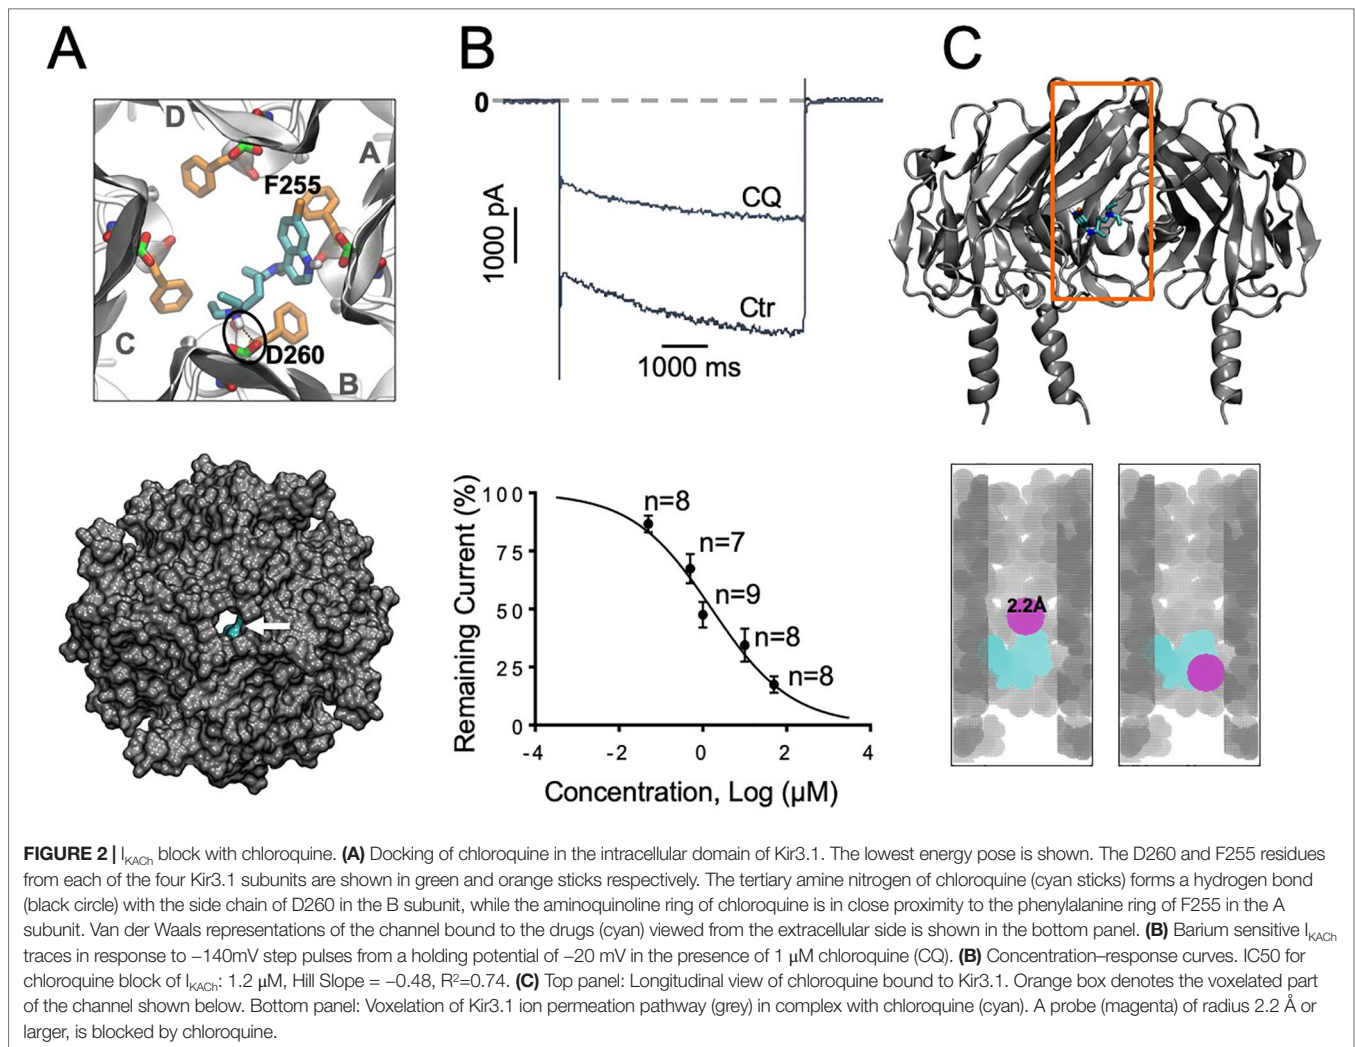 A
D
A
F255
C
D260
B
B
0
1000 pA
CQ
Ctr
1000 ms
Remaining Current (%)
100
75
50
25
0
n=8
n=7
n=9
n=8
n=8
-4
-2
0
2
4
Concentration, Log (µM)
C
2.2Å
FIGURE 2 | IKACh block with chloroquine. (A) Docking of chloroquine in the intracellular domain of Kir3.1. The lowest energy pose is shown. The D260 and F255 residues
from each of the four Kir3.1 subunits are shown in green and orange sticks respectively. The tertiary amine nitrogen of chloroquine (cyan sticks) forms a hydrogen bond
(black circle) with the side chain of D260 in the B subunit, while the aminoquinoline ring of chloroquine is in close proximity to the phenylalanine ring of F255 in the A
subunit. Van der Waals representations of the channel bound to the drugs (cyan) viewed from the extracellular side is shown in the bottom panel. (B) Barium sensitive IKACh
traces in response to −140mV step pulses from a holding potential of −20 mV in the presence of 1 µM chloroquine (CQ). (B) Concentration–response curves. IC50 for
chloroquine block of IKACh: 1.2 µM, Hill Slope = −0.48, R²=0.74. (C) Top panel: Longitudinal view of chloroquine bound to Kir3.1. Orange box denotes the voxelated part
of the channel shown below. Bottom panel: Voxelation of Kir3.1 ion permeation pathway (grey) in complex with chloroquine (cyan). A probe (magenta) of radius 2.2 Å or
larger, is blocked by chloroquine.